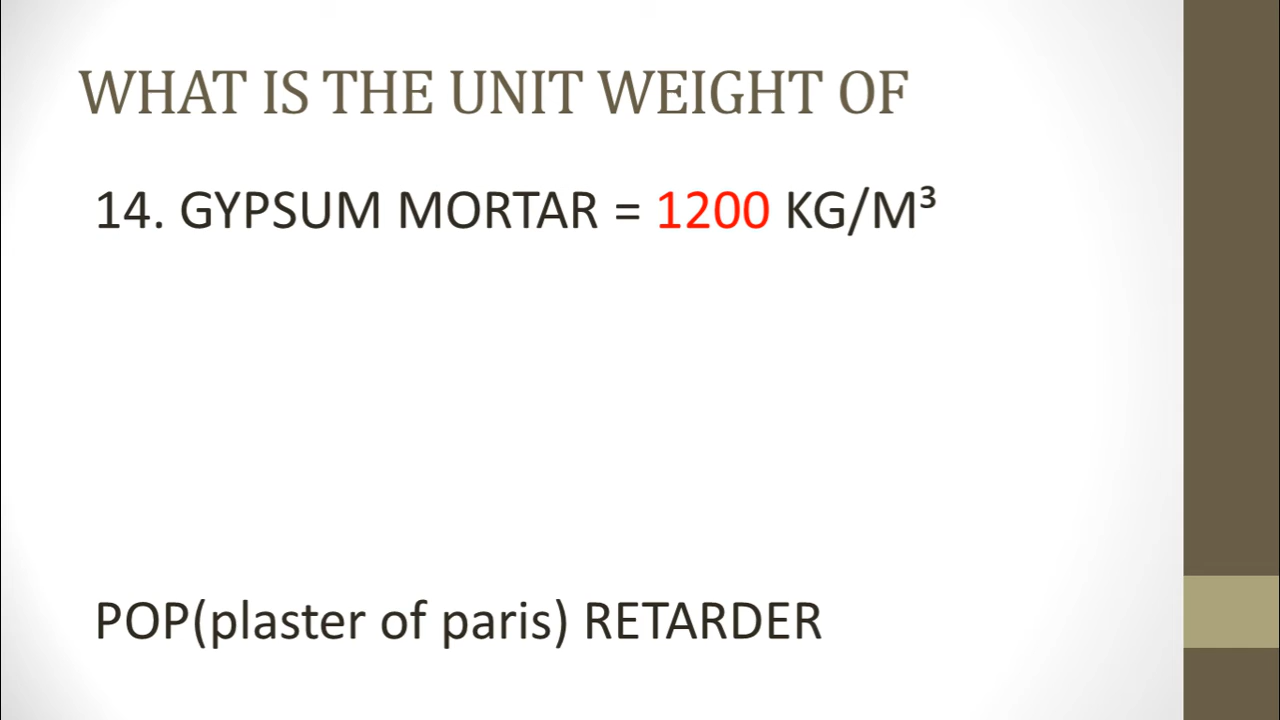 WHAT IS THE UNIT WEIGHT OF
14. GYPSUM MORTAR = 1200 KG/M³
POP(plaster of paris) RETARDER